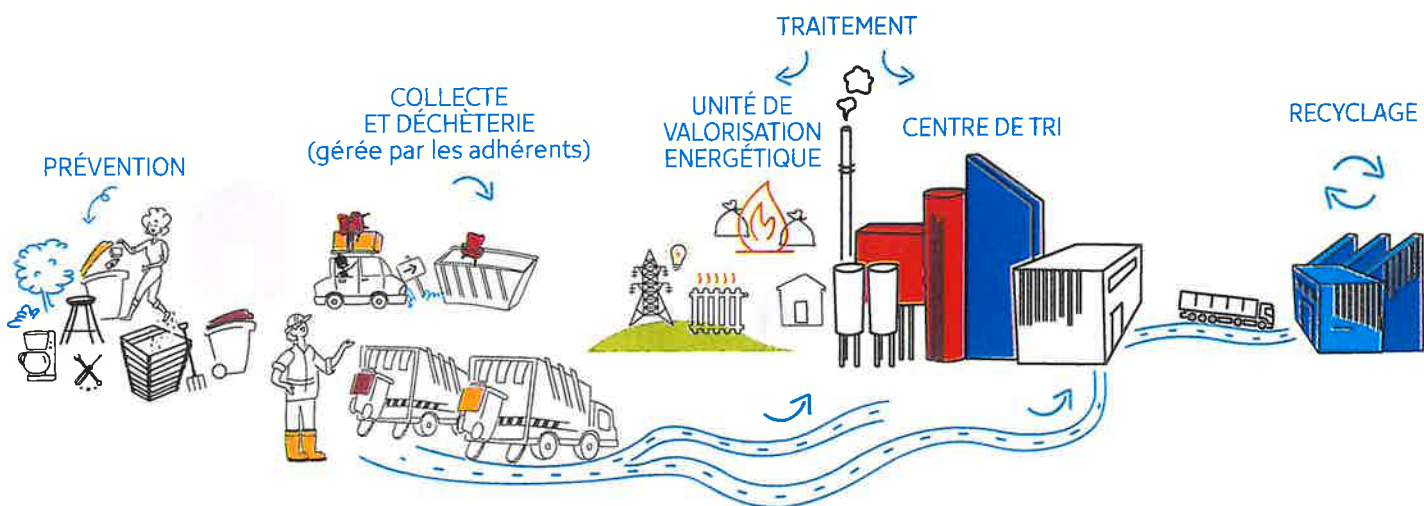 PRÉVENTION
COLLECTE
ET DÉCHÈTERIE
(gérée par les adhérents)
TRAITEMENT
UNITÉ DE
VALORISATION
ENERGÉTIQUE
CENTRE DE TRI
RECYCLAGE